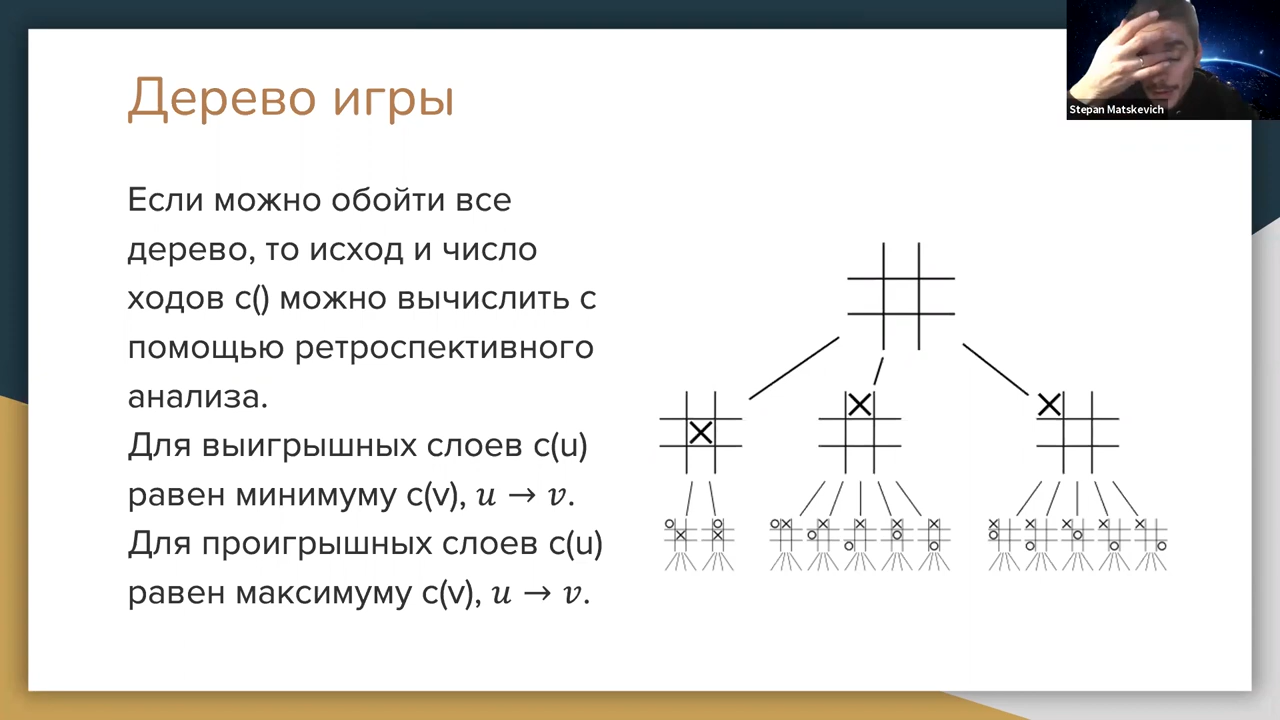 Дерево игры
Stepan Matskevich
Если можно обойти все
дерево, то исход и число
ходов c() можно вычислить с
помощью ретроспективного
анализа.
Для выигрышных слоев c(u)
равен минимуму c(v), u → v.
Для проигрышных слоев c(u)
равен максимуму c(v), u → v.